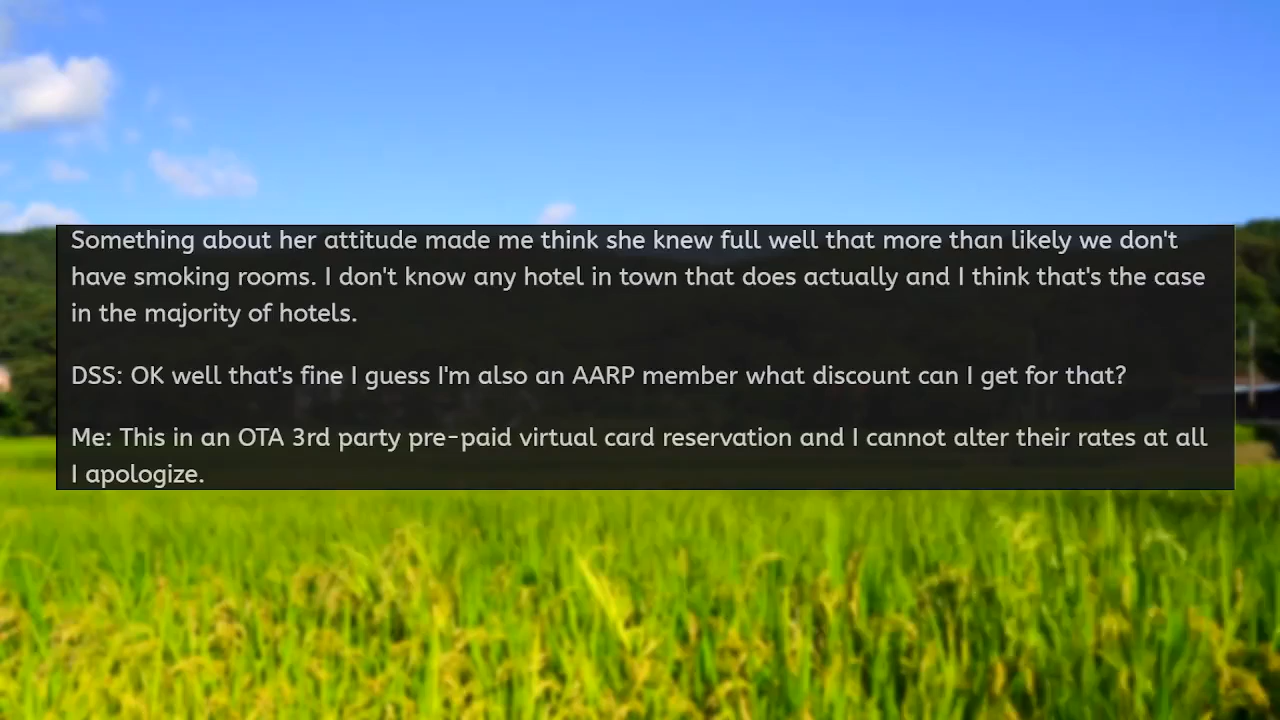 Something about her attitude made me think she knew full well that more than likely we don't
have smoking rooms. I don't know any hotel in town that does actually and I think that's the case
in the majority of hotels.
DSS: OK well that's fine I guess I'm also an AARP member what discount can I get for that?
Me: This in an OTA 3rd party pre-paid virtual card reservation and I cannot alter their rates at all
I apologize.